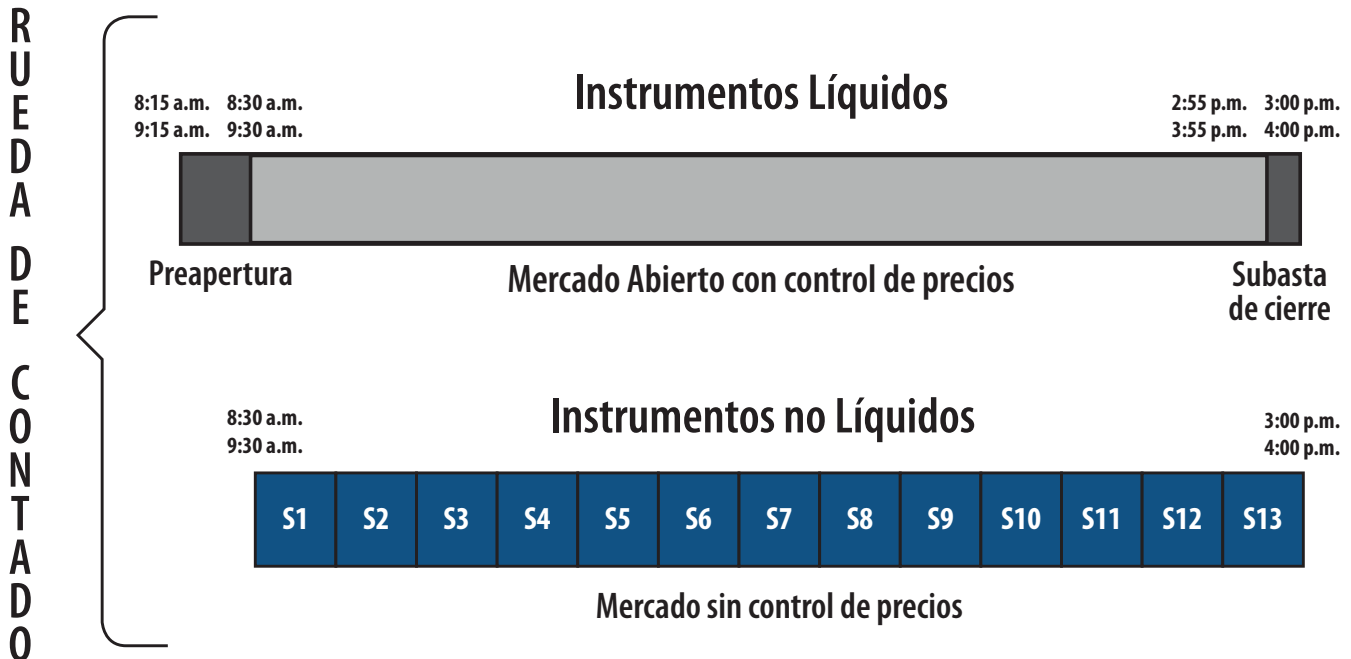 RUEDA DE CONTADO
Instrumentos Líquidos
8:15 a.m. 8:30 a.m. 2:55 p.m. 3:00 p.m.
9:15 a.m. 9:30 a.m. 3:55 p.m. 4:00 p.m.
Preapertura Mercado Abierto con control de precios Subasta
de cierre
Instrumentos no Líquidos
8:30 a.m. 3:00 p.m.
9:30 a.m. 4:00 p.m.
S1 S2 S3 S4 S5 S6 S7 S8 S9 S10 S11 S12 S13
Mercado sin control de precios